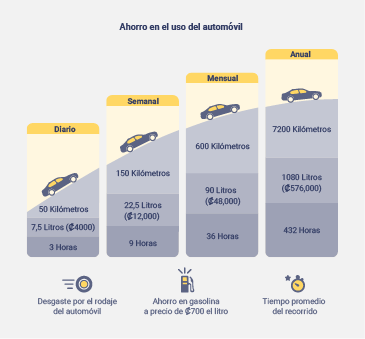 Ahorro en el uso del automóvil
Diario
50 Kilómetros
7,5 Litros (₡4000)
3 Horas
Semanal
150 Kilómetros
22,5 Litros
(₡12,000)
9 Horas
Mensual
600 Kilómetros
90 Litros
(₡48,000)
36 Horas
Anual
7200 Kilómetros
1080 Litros
(₡576,000)
432 Horas
Desgaste por el rodaje
del automóvil
Ahorro en gasolina
a precio de ₡700 el litro
Tiempo promedio
del recorrido